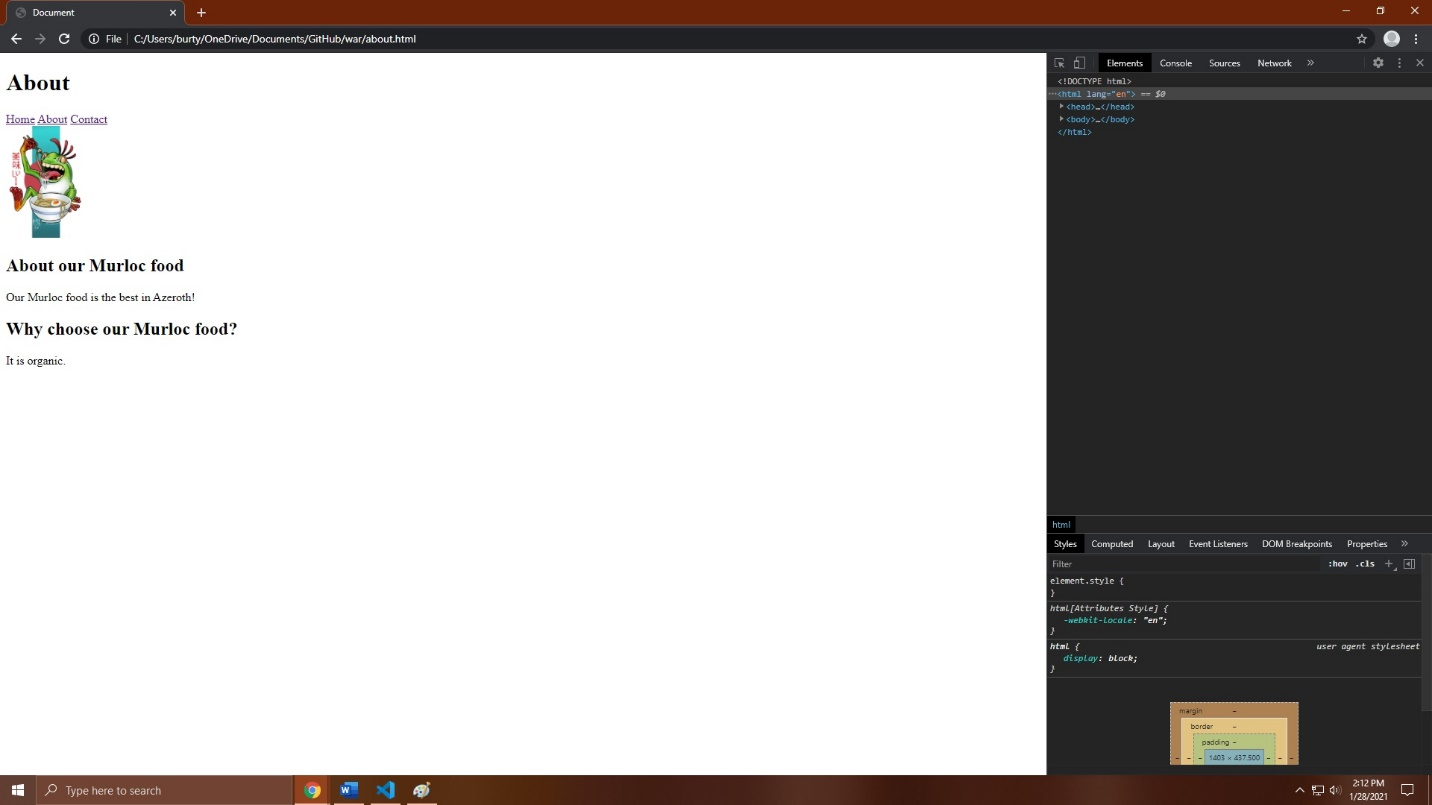 Document
File
C:/Users/burty/OneDrive/Documents/GitHub/war/about.html
About
Home About Contact
About our Murloc food
Our Murloc food is the best in Azeroth!
Why choose our Murloc food?
It is organic.
Elements Console Sources Network »
<!DOCTYPE html>
…<html lang="en"> == $0
<head>…</head>
<body>…</body>
</html>
html
Styles Computed Layout Event Listeners DOM Breakpoints Properties »
Filter :hov .cls +
element.style {
}
html[Attributes Style] {
-webkit-locale: "en";
}
html { user agent stylesheet
display: block;
}
margin -
border -
padding -
- - - 1403 × 437.500 - - -
Type here to search
2:12 PM
1/28/2021